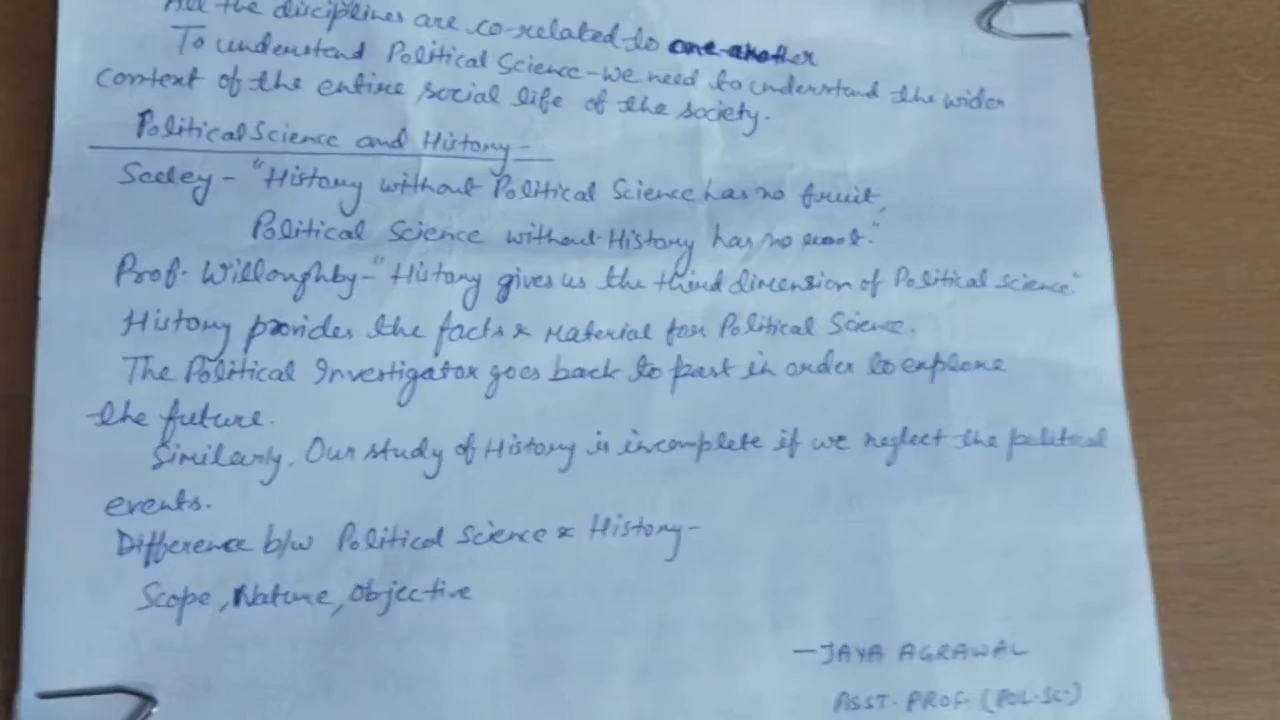 All the disciplines are co-related to one another
To understand Political Science - we need to understand the wider
context of the entire social life of the society.
Political Science and History -
Seeley - "History without Political Science has no fruit,
Political Science without History has no root."
Prof. Willoughby - "History gives us the third dimension of Political Science."
History provides the facts & material for Political Science.
The Political Investigator goes back to past in order to explore
the future.
Similarly, Our study of History is incomplete if we neglect the political
events.
Difference b/w Political Science & History -
Scope, Nature, Objective
- JAYA AGRAWAL
ASST. PROF. (POL.SC.)